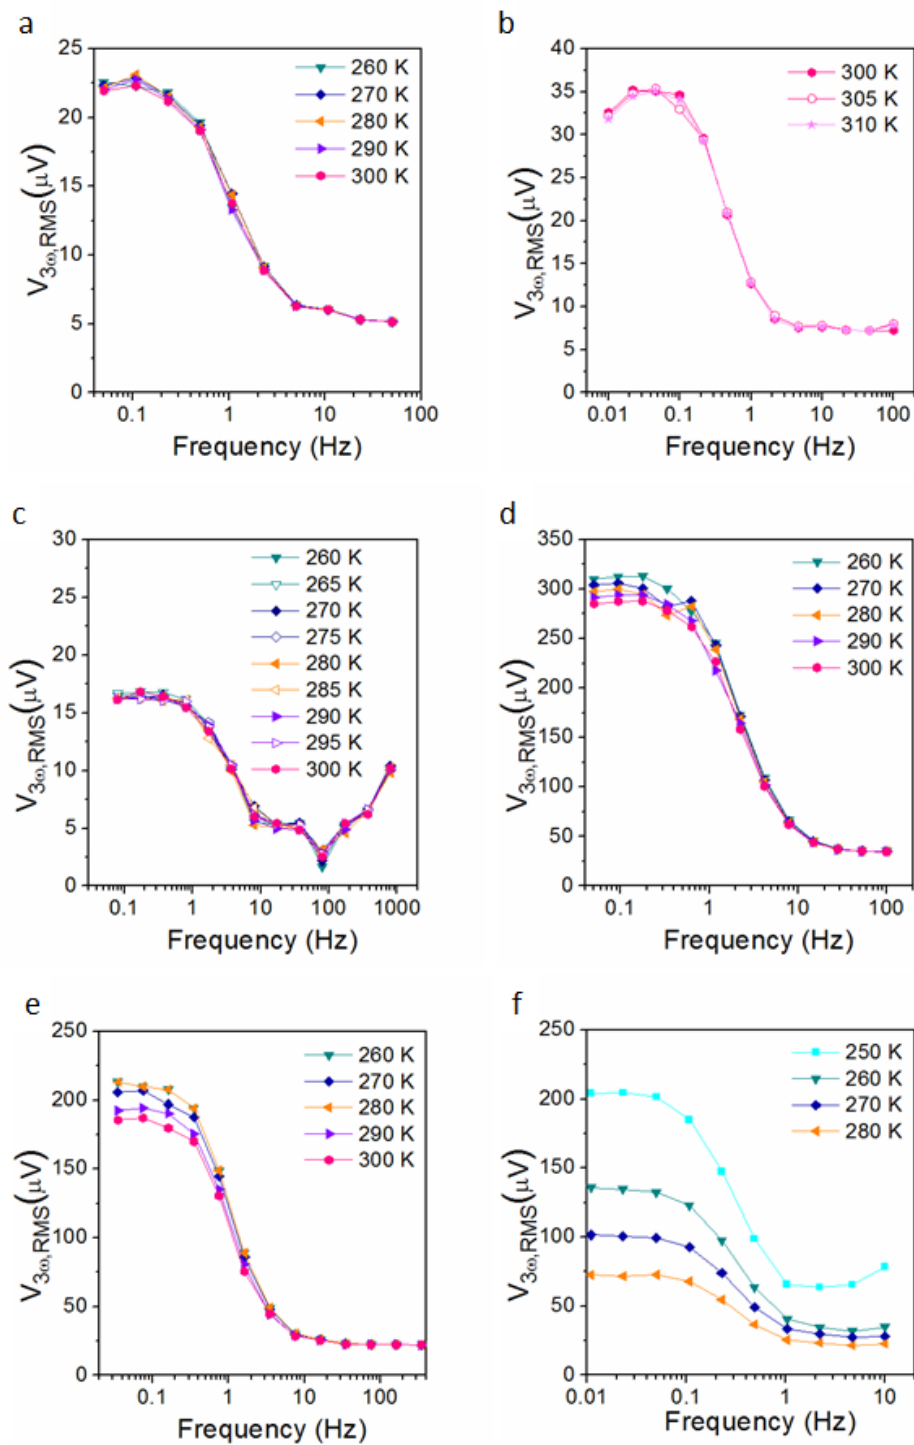 a
25
20
15
10
5
0
V3ω,RMS(μV)
260 K
270 K
280 K
290 K
300 K
0.1 1 10 100
Frequency (Hz)
b
40
35
30
25
20
15
10
5
0
V3ω,RMS(μV)
300 K
305 K
310 K
0.01 0.1 1 10 100
Frequency (Hz)
c
30
25
20
15
10
5
0
V3ω,RMS(μV)
260 K
265 K
270 K
275 K
280 K
285 K
290 K
295 K
300 K
0.1 1 10 100 1000
Frequency (Hz)
d
350
300
250
200
150
100
50
0
V3ω,RMS(μV)
260 K
270 K
280 K
290 K
300 K
0.1 1 10 100
Frequency (Hz)
e
250
200
150
100
50
0
V3ω,RMS(μV)
260 K
270 K
280 K
290 K
300 K
0.1 1 10 100
Frequency (Hz)
f
250
200
150
100
50
0
V3ω,RMS(μV)
250 K
260 K
270 K
280 K
0.01 0.1 1 10
Frequency (Hz)